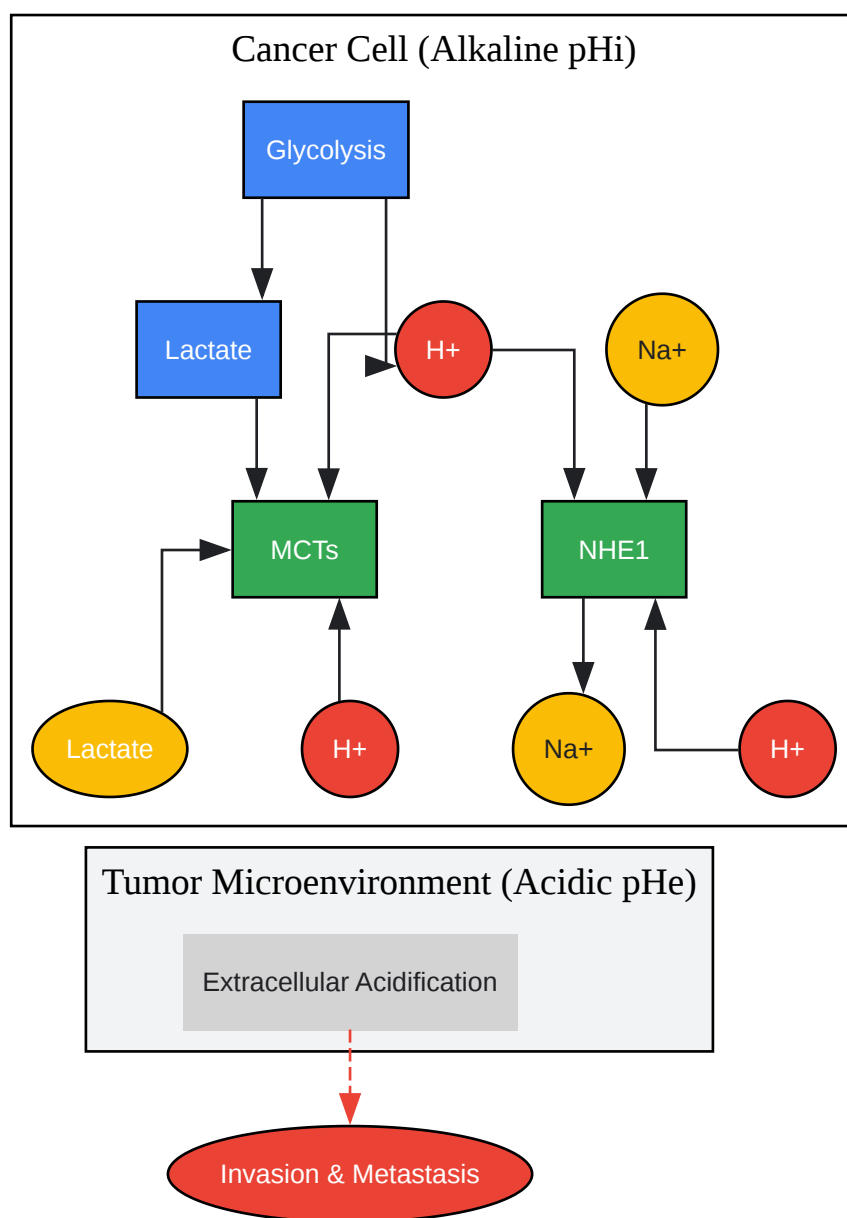 Cancer Cell (Alkaline pHi)
Glycolysis
Lactate
H+
Na+
MCTs
NHE1
Lactate
H+
Na+
H+
Tumor Microenvironment (Acidic pHe)
Extracellular Acidification
Invasion & Metastasis